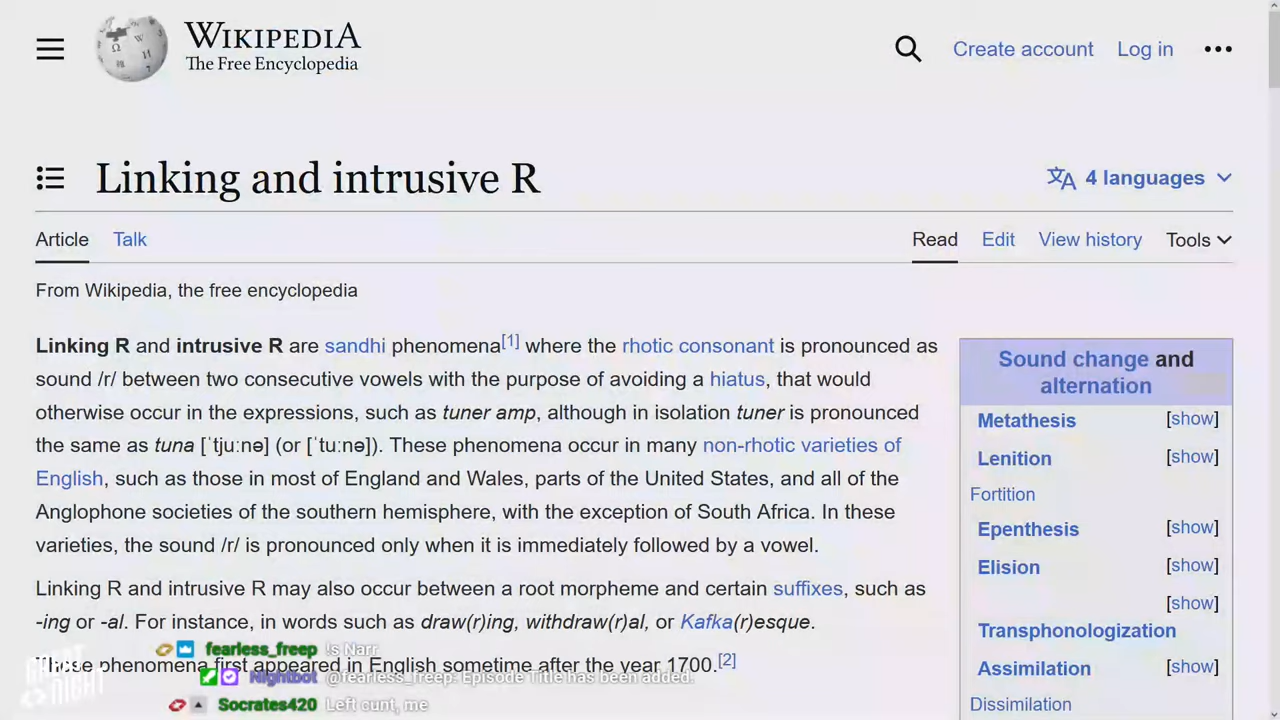 WIKIPEDIA
The Free Encyclopedia
Create account Log in
Linking and intrusive R
4 languages
Article Talk
Read Edit View history Tools
From Wikipedia, the free encyclopedia
Linking R and intrusive R are sandhi phenomena[1] where the rhotic consonant is pronounced as
sound /r/ between two consecutive vowels with the purpose of avoiding a hiatus, that would
otherwise occur in the expressions, such as tuner amp, although in isolation tuner is pronounced
the same as tuna [ˈtjuːnə] (or [ˈtuːnə]). These phenomena occur in many non-rhotic varieties of
English, such as those in most of England and Wales, parts of the United States, and all of the
Anglophone societies of the southern hemisphere, with the exception of South Africa. In these
varieties, the sound /r/ is pronounced only when it is immediately followed by a vowel.
Linking R and intrusive R may also occur between a root morpheme and certain suffixes, such as
-ing or -al. For instance, in words such as draw(r)ing, withdraw(r)al, or Kafka(r)esque.
These phenomena first appeared in English sometime after the year 1700.[2]
Sound change and
alternation
Metathesis [show]
Lenition [show]
Fortition
Epenthesis [show]
Elision [show]
[show]
Transphonologization
Assimilation [show]
Dissimilation
fearless_freep !s Narr
Nightbot @fearless_freep: Episode Title has been added.
Socrates420 Left cunt, me
GREAT
NIGHT